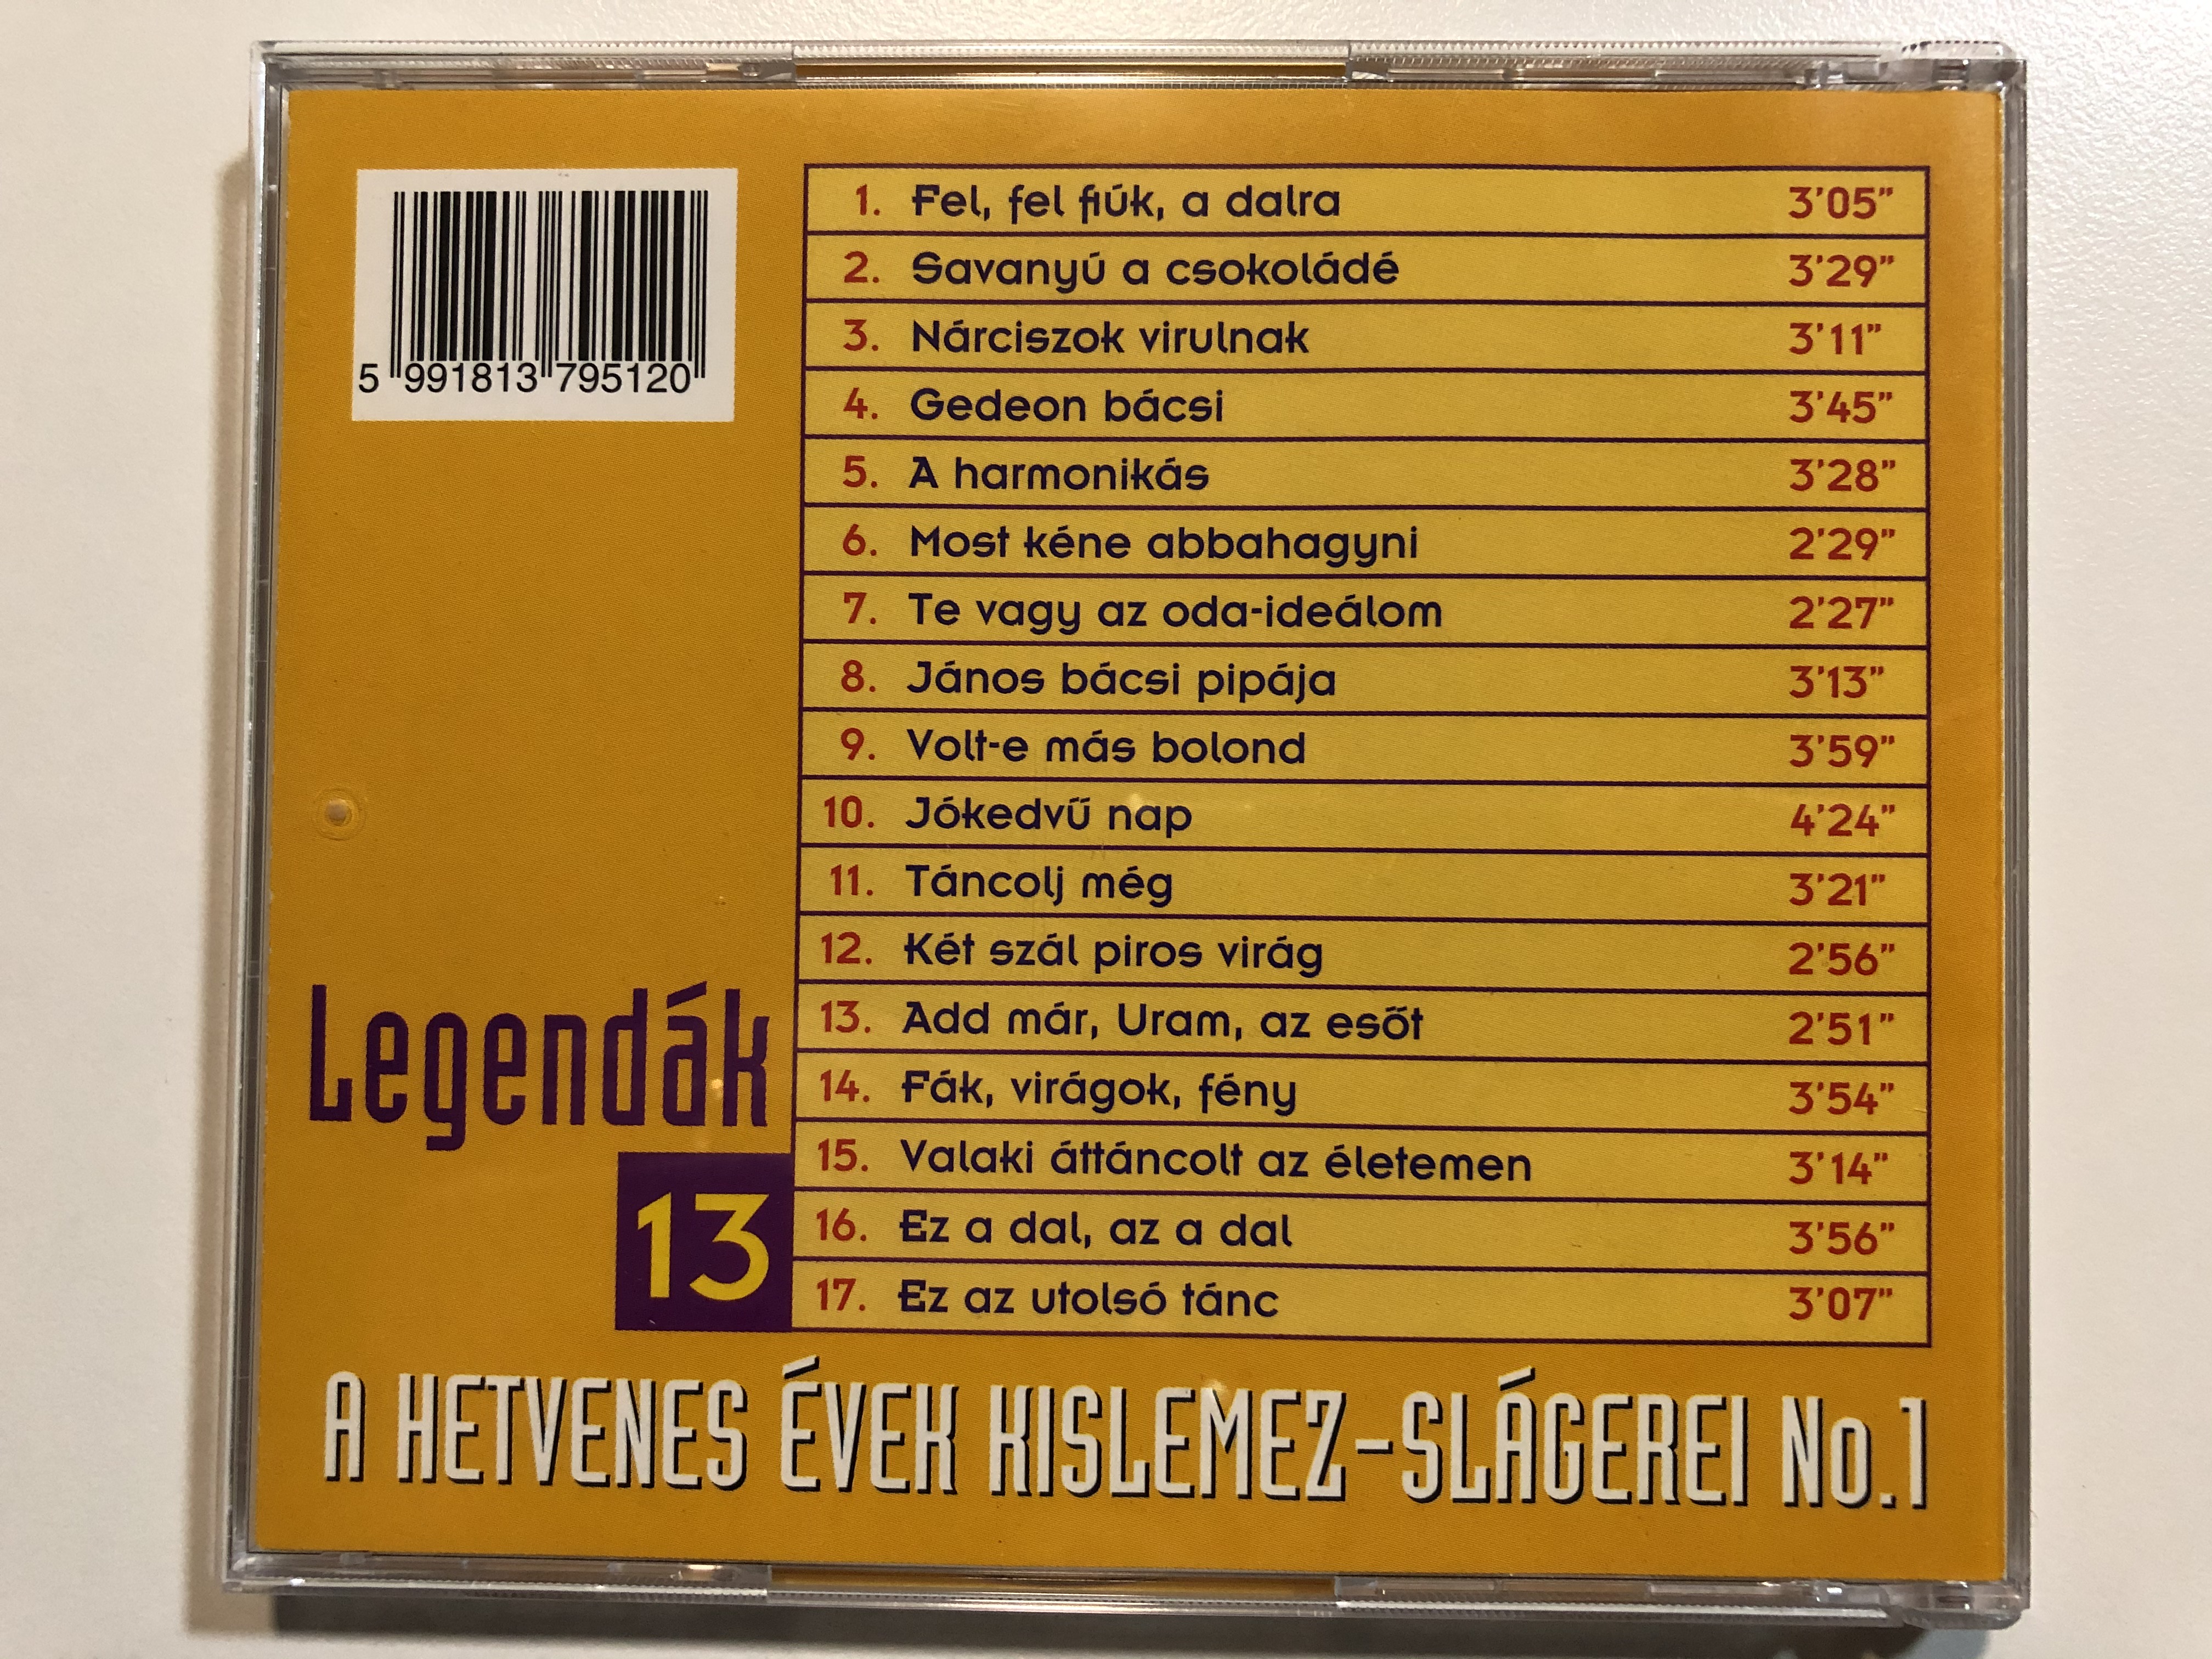 5 991813 795120
1. Fel, fel fiúk, a dalra 3'05"
2. Savanyú a csokoládé 3'29"
3. Nárciszok virulnak 3'11"
4. Gedeon bácsi 3'45"
5. A harmonikás 3'28"
6. Most kéne abbahagyni 2'29"
7. Te vagy az oda-ideálom 2'27"
8. János bácsi pipája 3'13"
9. Volt-e más bolond 3'59"
10. Jókedvű nap 4'24"
11. Táncolj még 3'21"
12. Két szál piros virág 2'56"
13. Add már, Uram, az esőt 2'51"
14. Fák, virágok, fény 3'54"
15. Valaki áttáncolt az életemen 3'14"
16. Ez a dal, az a dal 3'56"
17. Ez az utolsó tánc 3'07"
Legendák
13
A HETVENES ÉVEK KISLEMEZ-SLÁGEREI No.1